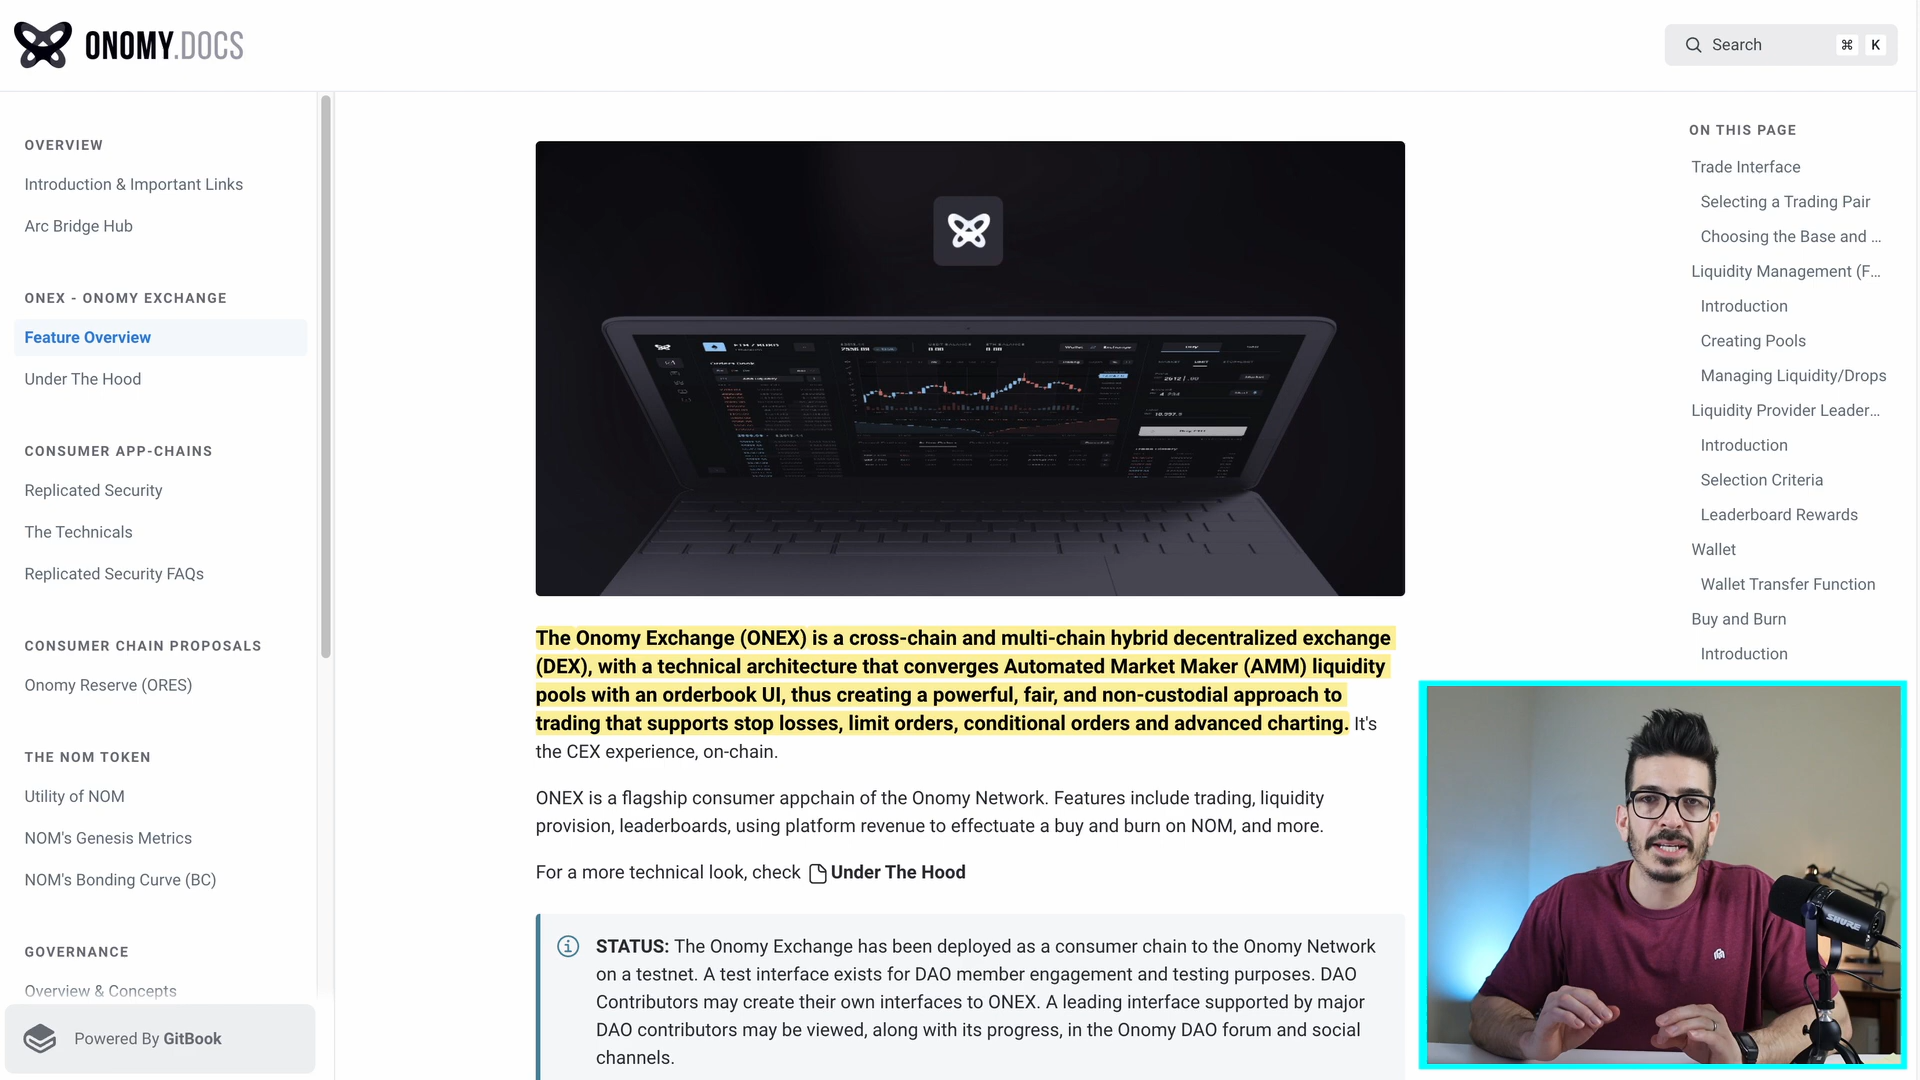 ONOMY.DOCS
Search
⌘ K
OVERVIEW
Introduction & Important Links
Arc Bridge Hub
ONEX - ONOMY EXCHANGE
Feature Overview
Under The Hood
CONSUMER APP-CHAINS
Replicated Security
The Technicals
Replicated Security FAQs
CONSUMER CHAIN PROPOSALS
Onomy Reserve (ORES)
THE NOM TOKEN
Utility of NOM
NOM's Genesis Metrics
NOM's Bonding Curve (BC)
GOVERNANCE
Overview & Concepts
Powered By GitBook
The Onomy Exchange (ONEX) is a cross-chain and multi-chain hybrid decentralized exchange
(DEX), with a technical architecture that converges Automated Market Maker (AMM) liquidity
pools with an orderbook UI, thus creating a powerful, fair, and non-custodial approach to
trading that supports stop losses, limit orders, conditional orders and advanced charting. It's
the CEX experience, on-chain.
ONEX is a flagship consumer appchain of the Onomy Network. Features include trading, liquidity
provision, leaderboards, using platform revenue to effectuate a buy and burn on NOM, and more.
For a more technical look, check Under The Hood
STATUS: The Onomy Exchange has been deployed as a consumer chain to the Onomy Network
on a testnet. A test interface exists for DAO member engagement and testing purposes. DAO
Contributors may create their own interfaces to ONEX. A leading interface supported by major
DAO contributors may be viewed, along with its progress, in the Onomy DAO forum and social
channels.
ON THIS PAGE
Trade Interface
Selecting a Trading Pair
Choosing the Base and ...
Liquidity Management (F...
Introduction
Creating Pools
Managing Liquidity/Drops
Liquidity Provider Leader...
Introduction
Selection Criteria
Leaderboard Rewards
Wallet
Wallet Transfer Function
Buy and Burn
Introduction
SHURE